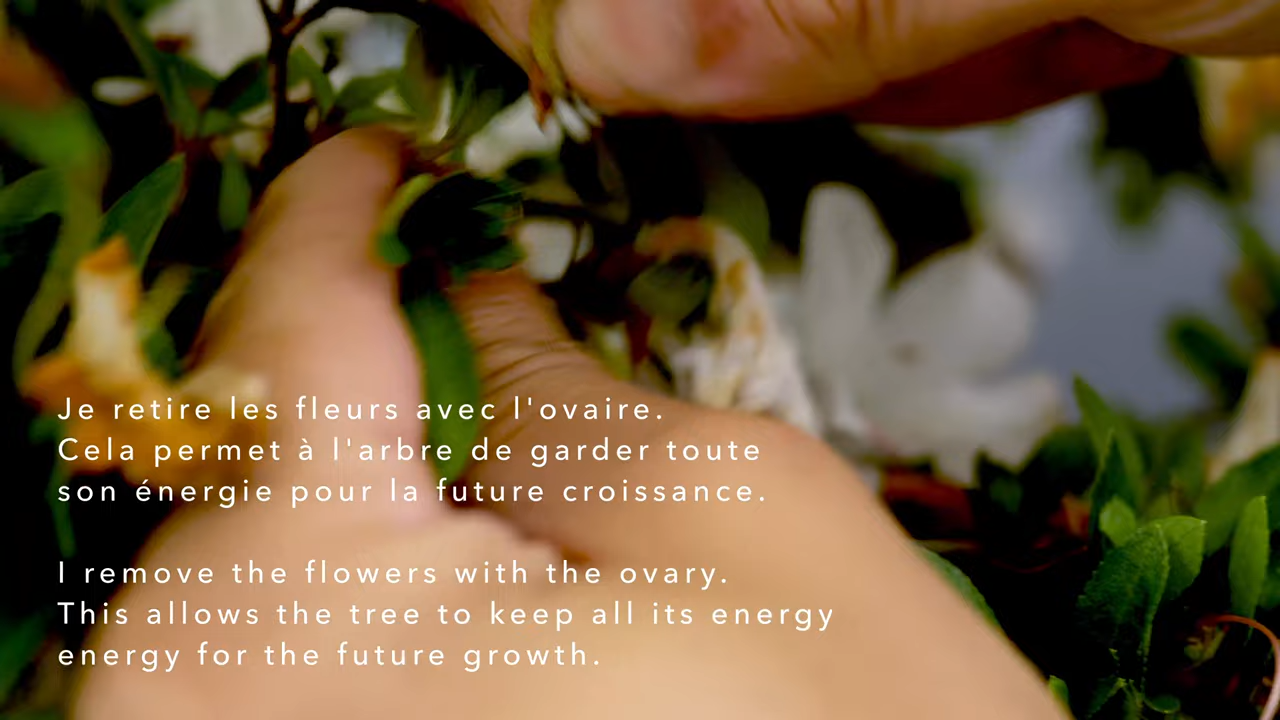 Je retire les fleurs avec l'ovaire.
Cela permet à l'arbre de garder toute
son énergie pour la future croissance.
I remove the flowers with the ovary.
This allows the tree to keep all its energy
energy for the future growth.